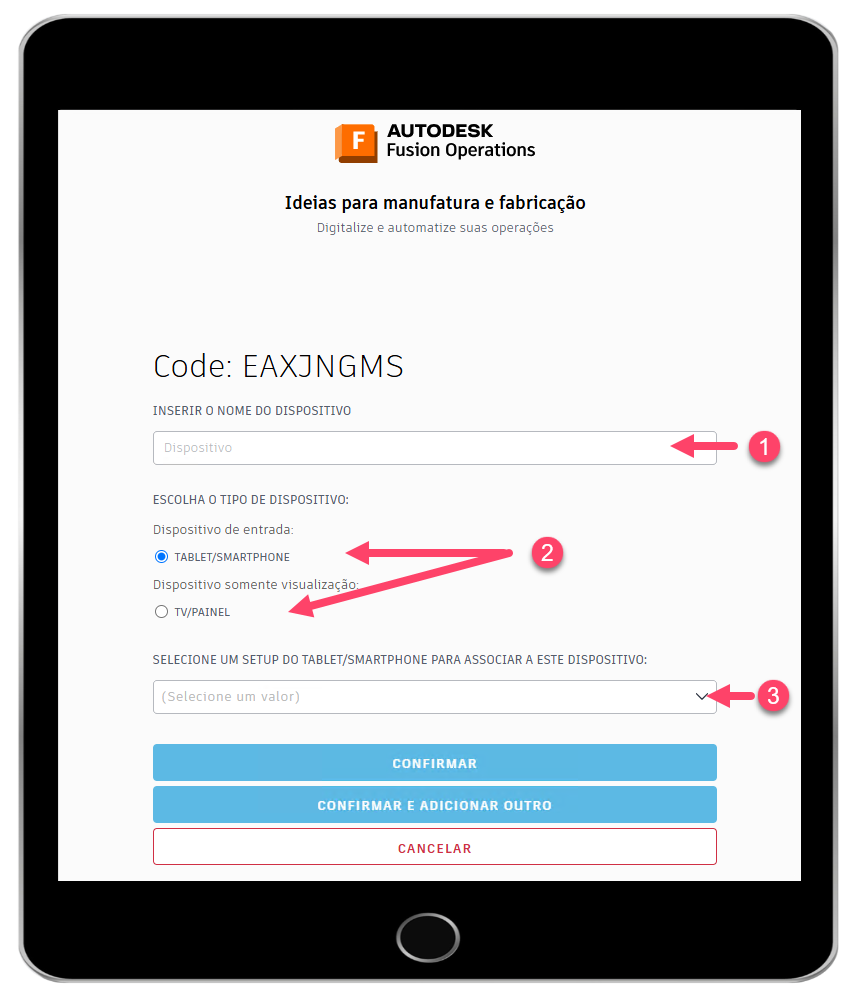 F
AUTODESK
Fusion Operations
Ideias para manufatura e fabricação
Digitalize e automatize suas operações
Code: EAXJNGMS
INSERIR O NOME DO DISPOSITIVO
Dispositivo
1
ESCOLHA O TIPO DE DISPOSITIVO:
Dispositivo de entrada:
TABLET/SMARTPHONE
2
Dispositivo somente visualização:
TV/PAINEL
SELECIONE UM SETUP DO TABLET/SMARTPHONE PARA ASSOCIAR A ESTE DISPOSITIVO:
(Selecione um valor)
3
CONFIRMAR
CONFIRMAR E ADICIONAR OUTRO
CANCELAR